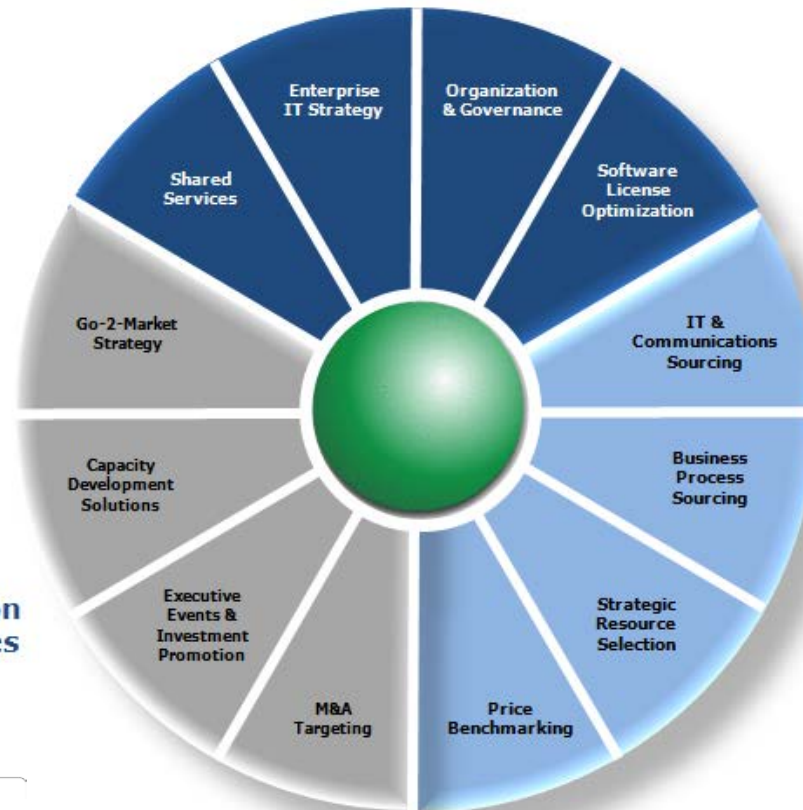 Enterprise
IT Strategy
Organization
& Governance
Shared
Services
Software
License
Optimization
Go-2-Market
Strategy
IT &
Communications
Sourcing
Capacity
Development
Solutions
Business
Process
Sourcing
Executive
Events &
Investment
Promotion
Strategic
Resource
Selection
M&A
Targeting
Price
Benchmarking